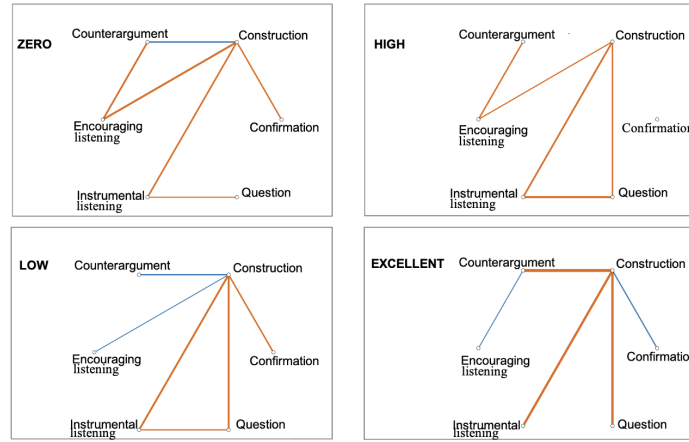 ZERO
Counterargument
Construction
Encouraging
listening
Confirmation
Instrumental
listening
Question
HIGH
Counterargument
Construction
Encouraging
listening
Confirmation
Instrumental
listening
Question
LOW
Counterargument
Construction
Encouraging
listening
Confirmation
Instrumental
listening
Question
EXCELLENT
Counterargument
Construction
Encouraging
listening
Confirmatio
Instrumental
listening
Question